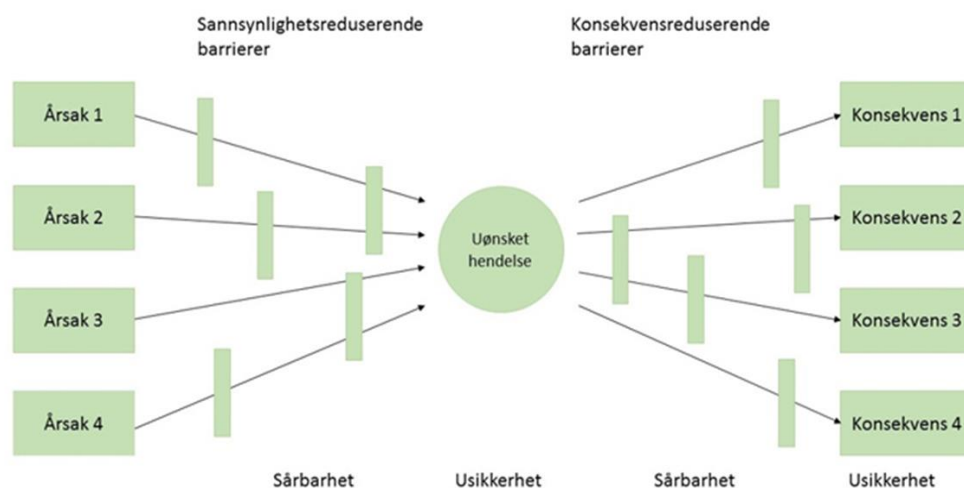 Sannsynlighetsreduserende
barrierer
Konsekvensreduserende
barrierer
Årsak 1
Årsak 2
Årsak 3
Årsak 4
Uønsket
hendelse
Konsekvens 1
Konsekvens 2
Konsekvens 3
Konsekvens 4
Sårbarhet
Usikkerhet
Sårbarhet
Usikkerhet